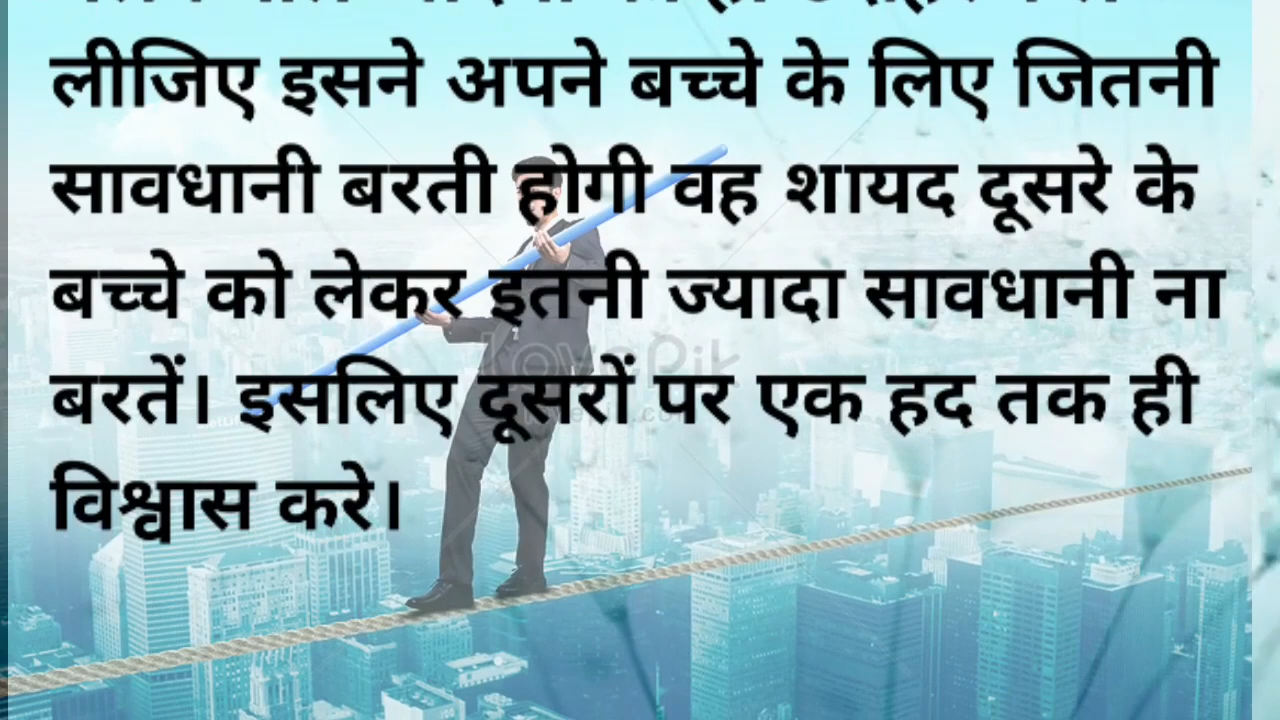 लीजिए इसने अपने बच्चे के लिए जितनी
सावधानी बरती होगी वह शायद दूसरे के
बच्चे को लेकर इतनी ज्यादा सावधानी ना
बरतें। इसलिए दूसरों पर एक हद तक ही
विश्वास करे।